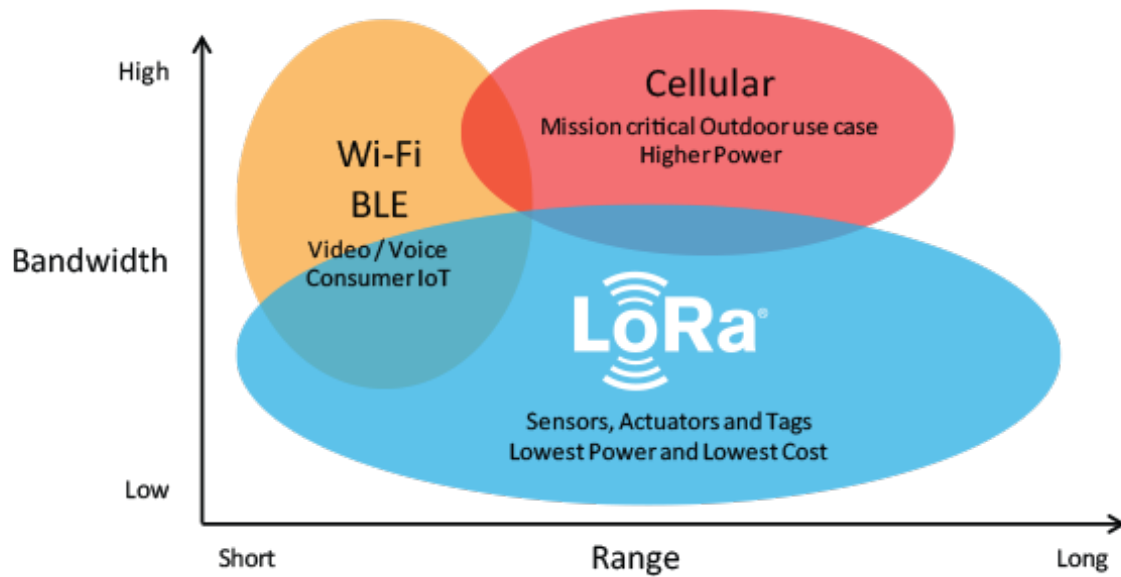 High
Bandwidth
Low
Wi-Fi
BLE
Video / Voice
Consumer IoT
Cellular
Mission critical Outdoor use case
Higher Power
LoRa®
Sensors, Actuators and Tags
Lowest Power and Lowest Cost
Short
Range
Long